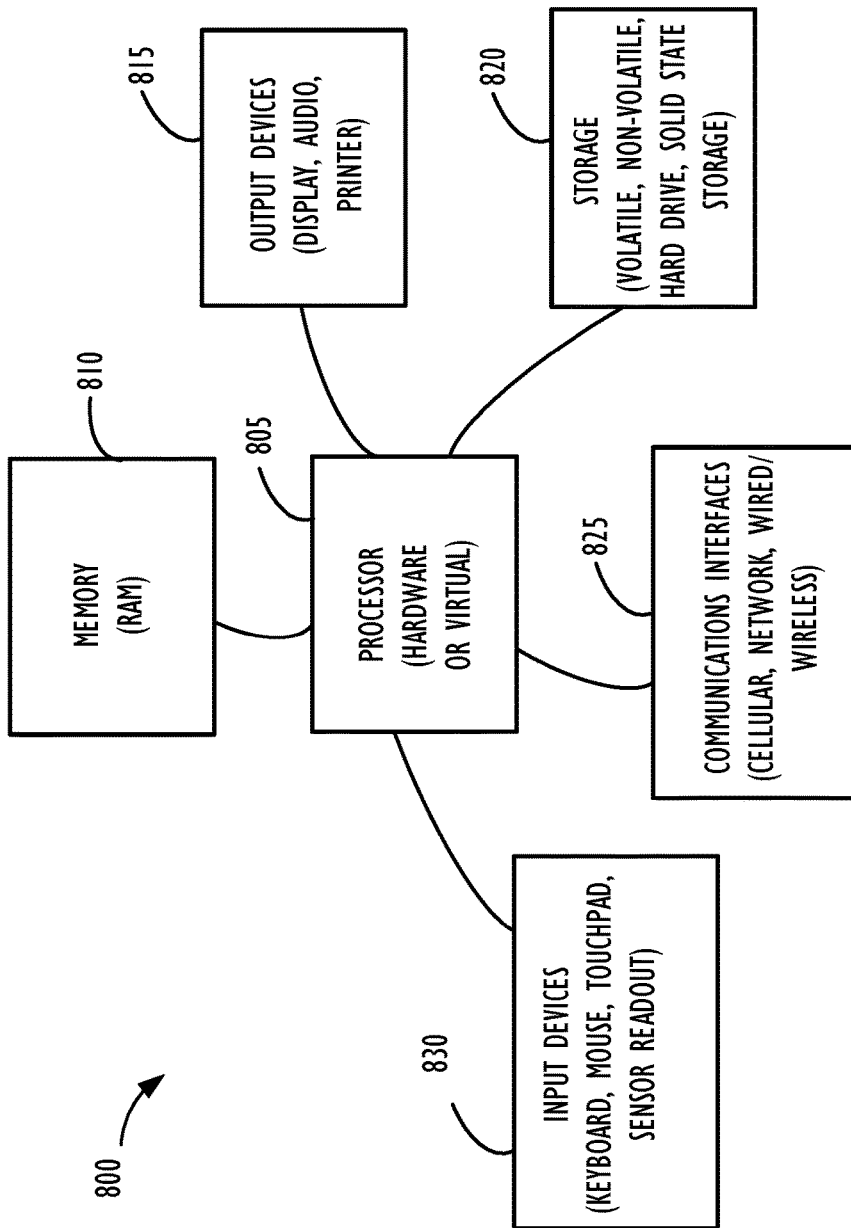 800
MEMORY
(RAM)
810
PROCESSOR
(HARDWARE
OR VIRTUAL)
805
OUTPUT DEVICES
(DISPLAY, AUDIO,
PRINTER)
815
INPUT DEVICES
(KEYBOARD, MOUSE, TOUCHPAD,
SENSOR READOUT)
830
COMMUNICATIONS INTERFACES
(CELLULAR, NETWORK, WIRED/
WIRELESS)
825
STORAGE
(VOLATILE, NON-VOLATILE,
HARD DRIVE, SOLID STATE
STORAGE)
820